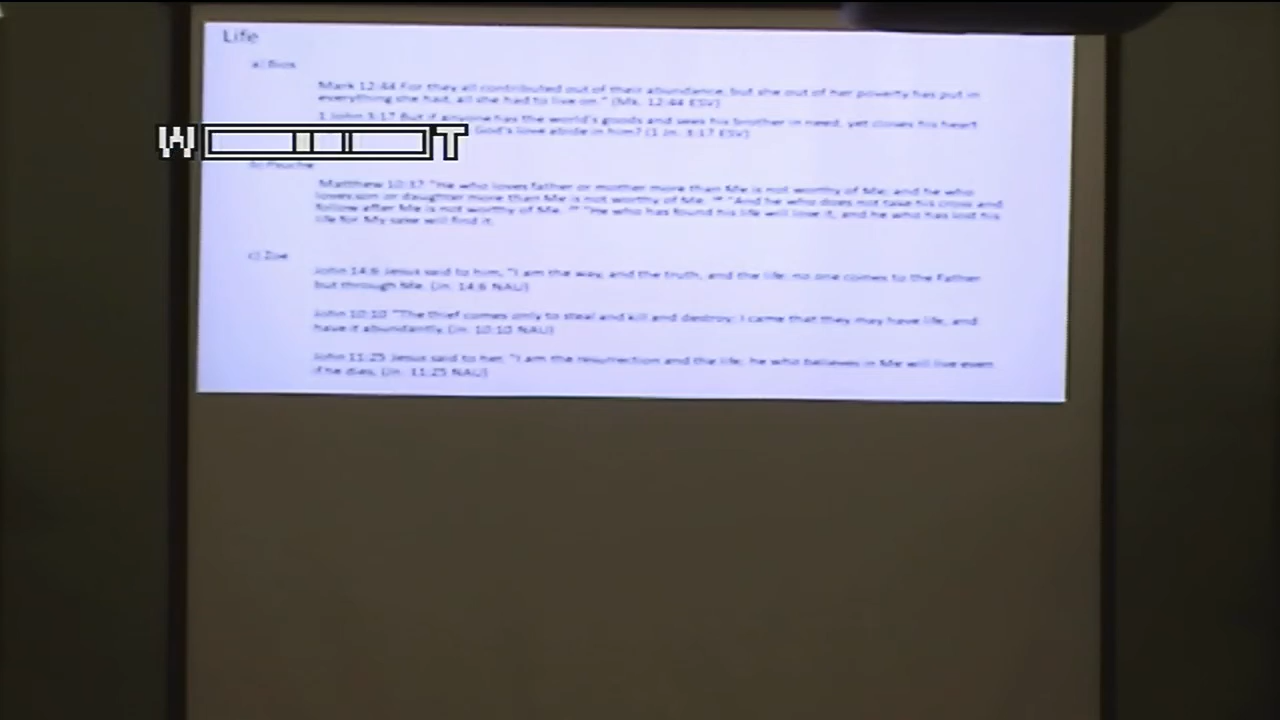 Life
a) Bios
Mark 12:44 For they all contributed out of their abundance, but she out of her poverty has put in
everything she had, all she had to live on." (Mk. 12:44 ESV)
1 John 3:17 But if anyone has the world's goods and sees his brother in need, yet closes his heart
God's love abide in him? (1 Jn. 3:17 ESV)
W T
b) Psuche
Matthew 10:37 "He who loves father or mother more than Me is not worthy of Me; and he who
loves son or daughter more than Me is not worthy of Me. "And he who does not take his cross and
follow after Me is not worthy of Me. "He who has found his life will lose it, and he who has lost his
life for My sake will find it.
c) Zoe
John 14:6 Jesus said to him, "I am the way, and the truth, and the life; no one comes to the Father
but through Me. (Jn. 14:6 NAU)
John 10:10 "The thief comes only to steal and kill and destroy; I came that they may have life, and
have it abundantly. (Jn. 10:10 NAU)
John 11:25 Jesus said to her, "I am the resurrection and the life; he who believes in Me will live even
if he dies, (Jn. 11:25 NAU)